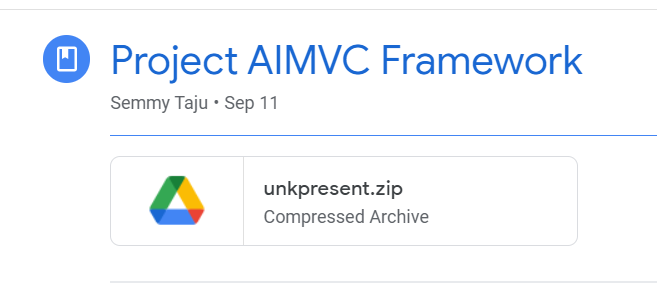 Project AIMVC Framework
Semmy Taju • Sep 11
unkpresent.zip
Compressed Archive